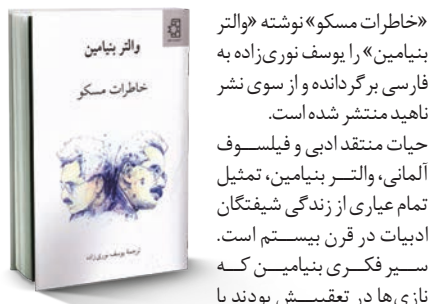 «خاطرات مسکو» نوشته «والتر
بنیامین» را یوسف نوری‌زاده به
فارسی برگردانده و از سوی نشر
ناهید منتشر شده است.
حیات منتقد ادبی و فیلسوف
آلمانی، والتر بنیامین، تمثیل
تمام عیاری از زندگی شیفتگان
ادبیات در قرن بیستم است.
سیر فکری بنیامین که
نازی‌ها در تعقیبش بودند با
والتر بنیامین
خاطرات مسکو
ترجمهٔ یوسف نوری‌زاده